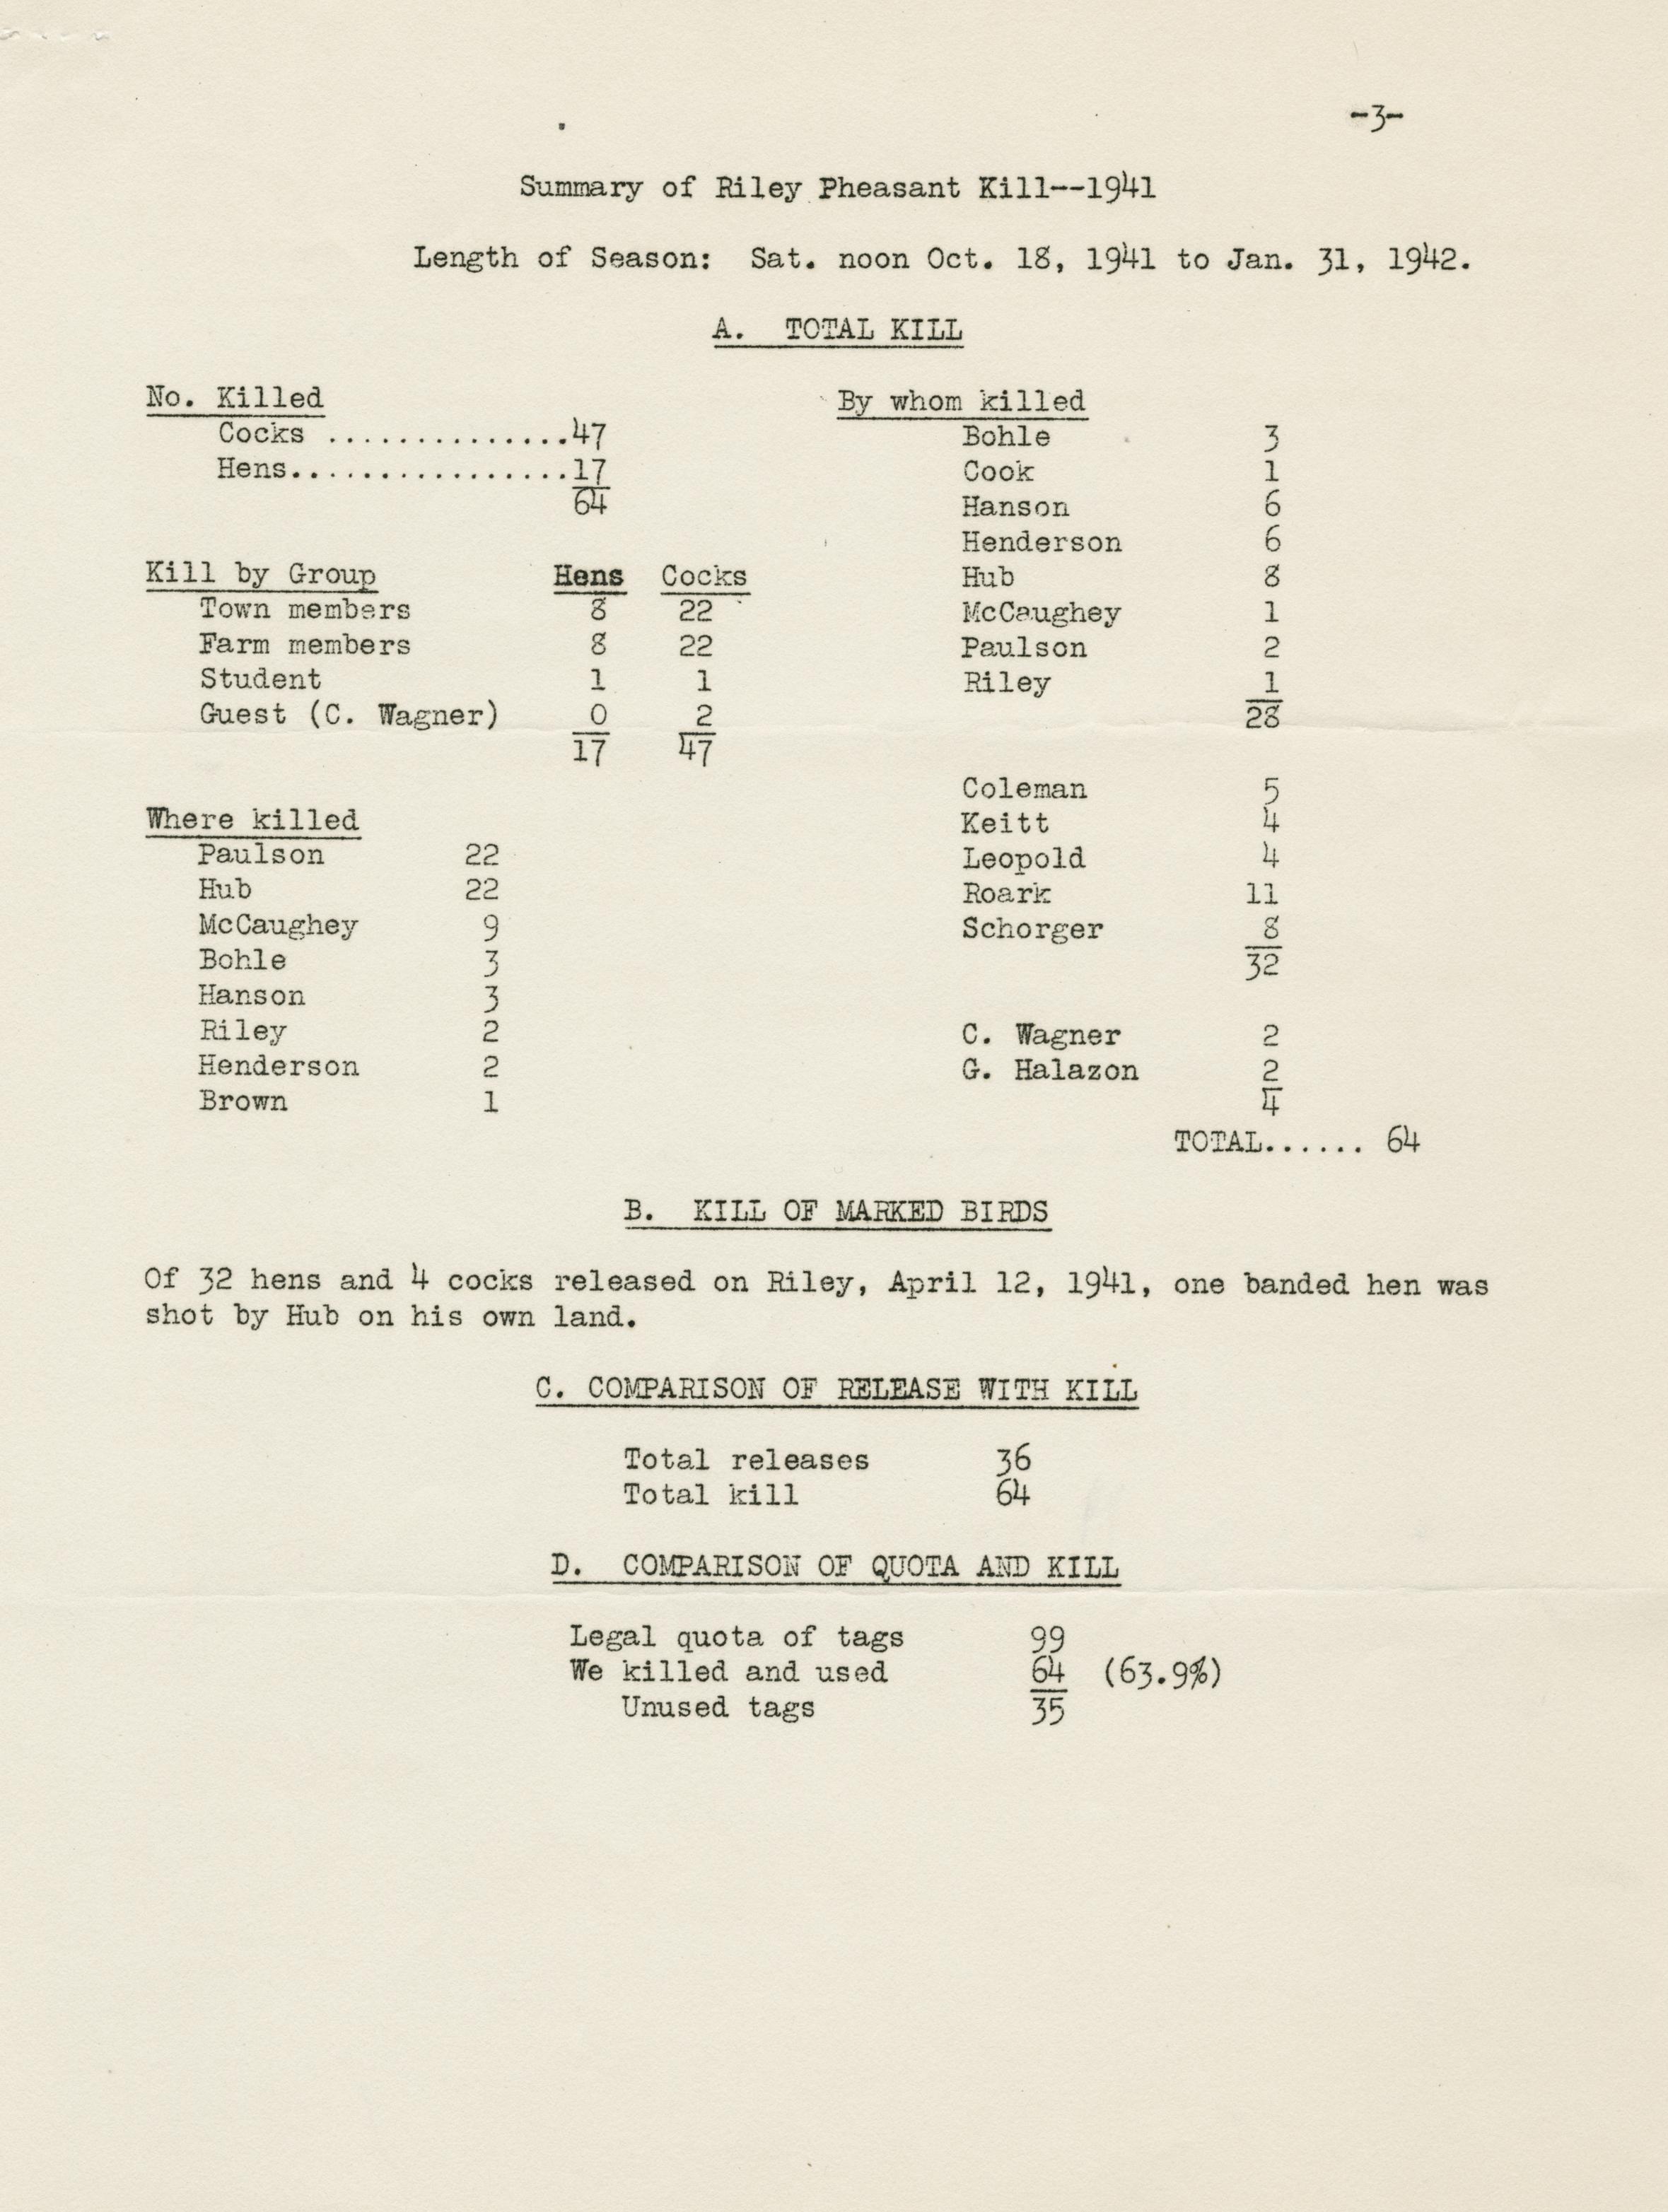 -3-
Summary of Riley Pheasant Kill--1941
Length of Season: Sat. noon Oct. 18, 1941 to Jan. 31, 1942.
A. TOTAL KILL
No. Killed
Cocks ..............47
Hens................17
64
Kill by Group Hens Cocks
Town members 8 22
Farm members 8 22
Student 1 1
Guest (C. Wagner) 0 2
17 47
Where killed
Paulson 22
Hub 22
McCaughey 9
Bohle 3
Hanson 3
Riley 2
Henderson 2
Brown 1
By whom killed
Bohle 3
Cook 1
Hanson 6
Henderson 6
Hub 8
McCaughey 1
Paulson 2
Riley 1
28
Coleman 5
Keitt 4
Leopold 4
Roark 11
Schorger 8
32
C. Wagner 2
G. Halazon 2
4
TOTAL...... 64
B. KILL OF MARKED BIRDS
Of 32 hens and 4 cocks released on Riley, April 12, 1941, one banded hen was
shot by Hub on his own land.
C. COMPARISON OF RELEASE WITH KILL
Total releases 36
Total kill 64
D. COMPARISON OF QUOTA AND KILL
Legal quota of tags 99
We killed and used 64 (63.9%)
Unused tags 35